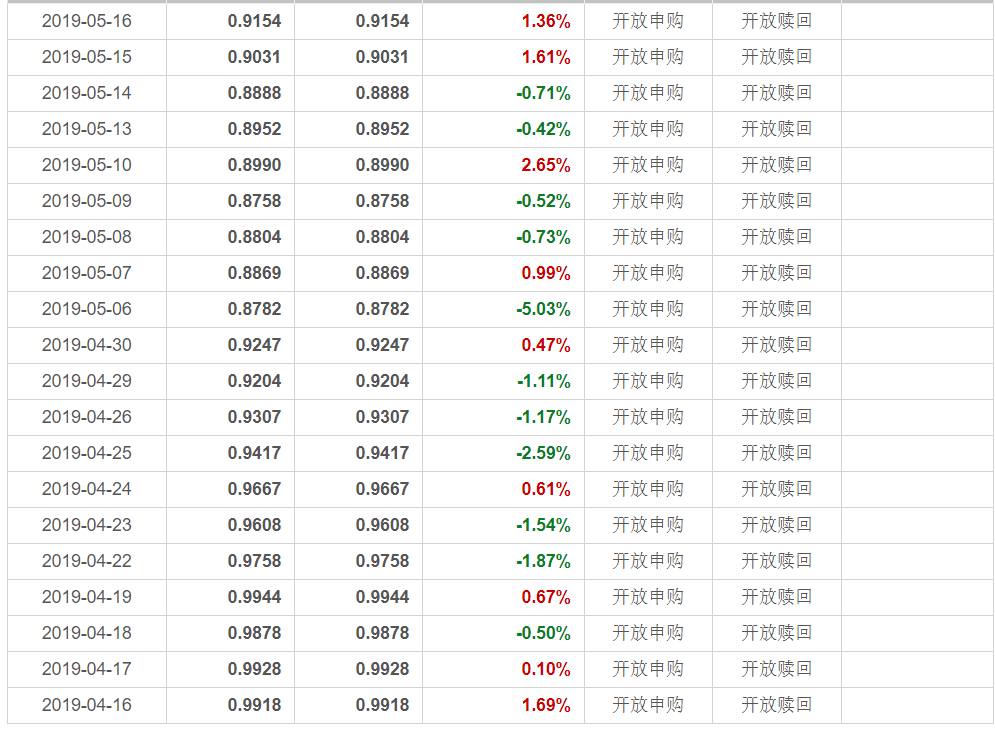 2019-05-16 0.9154 0.9154 1.36% 开放申购 开放赎回
2019-05-15 0.9031 0.9031 1.61% 开放申购 开放赎回
2019-05-14 0.8888 0.8888 -0.71% 开放申购 开放赎回
2019-05-13 0.8952 0.8952 -0.42% 开放申购 开放赎回
2019-05-10 0.8990 0.8990 2.65% 开放申购 开放赎回
2019-05-09 0.8758 0.8758 -0.52% 开放申购 开放赎回
2019-05-08 0.8804 0.8804 -0.73% 开放申购 开放赎回
2019-05-07 0.8869 0.8869 0.99% 开放申购 开放赎回
2019-05-06 0.8782 0.8782 -5.03% 开放申购 开放赎回
2019-04-30 0.9247 0.9247 0.47% 开放申购 开放赎回
2019-04-29 0.9204 0.9204 -1.11% 开放申购 开放赎回
2019-04-26 0.9307 0.9307 -1.17% 开放申购 开放赎回
2019-04-25 0.9417 0.9417 -2.59% 开放申购 开放赎回
2019-04-24 0.9667 0.9667 0.61% 开放申购 开放赎回
2019-04-23 0.9608 0.9608 -1.54% 开放申购 开放赎回
2019-04-22 0.9758 0.9758 -1.87% 开放申购 开放赎回
2019-04-19 0.9944 0.9944 0.67% 开放申购 开放赎回
2019-04-18 0.9878 0.9878 -0.50% 开放申购 开放赎回
2019-04-17 0.9928 0.9928 0.10% 开放申购 开放赎回
2019-04-16 0.9918 0.9918 1.69% 开放申购 开放赎回